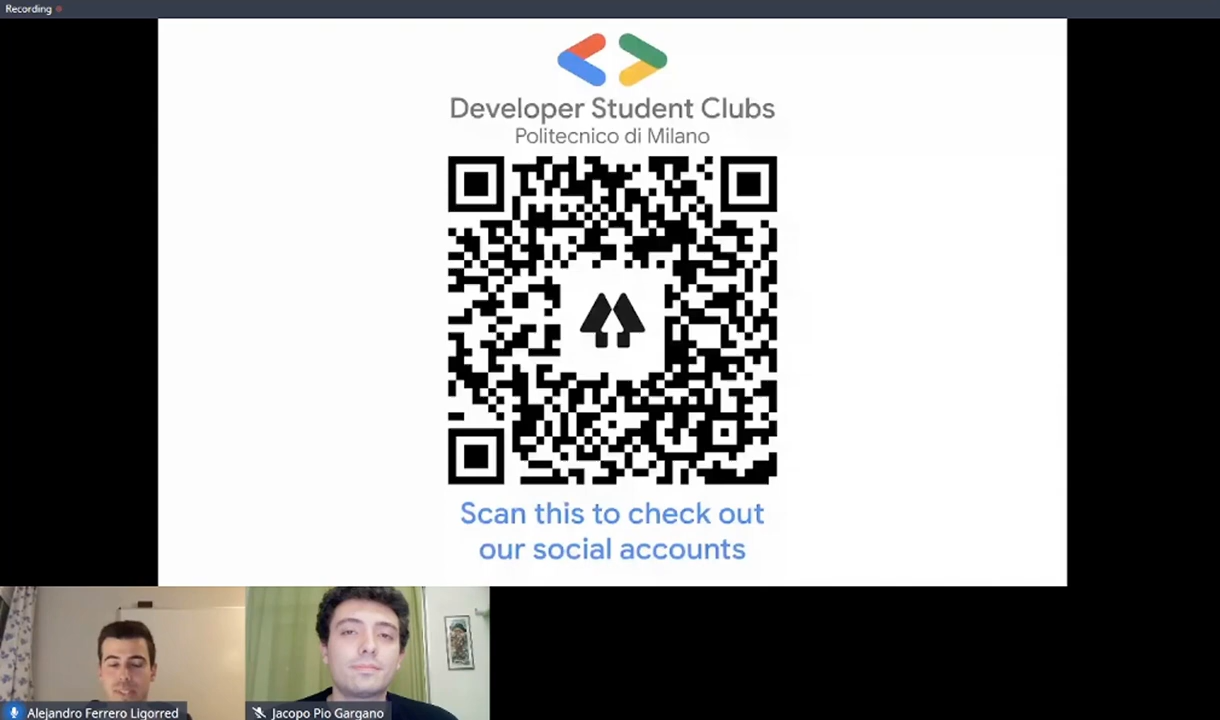 Recording
Developer Student Clubs
Politecnico di Milano
Scan this to check out
our social accounts
Alejandro Ferrero Ligorred
Jacopo Pio Gargano